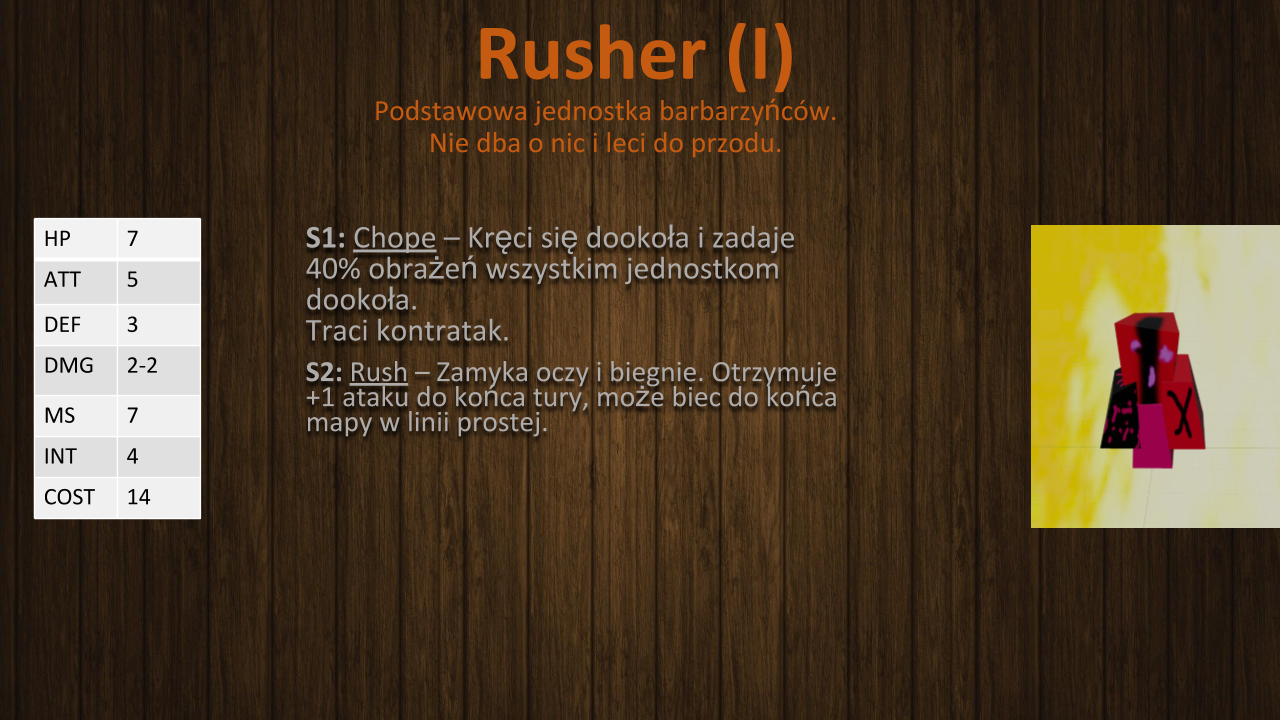 Rusher (I)
Podstawowa jednostka barbarzyńców.
Nie dba o nic i leci do przodu.
HP 7
ATT 5
DEF 3
DMG 2-2
MS 7
INT 4
COST 14
S1: Chope – Kręci się dookoła i zadaje
40% obrażeń wszystkim jednostkom
dookoła.
Traci kontratak.
S2: Rush – Zamyka oczy i biegnie. Otrzymuje
+1 ataku do końca tury, może biec do końca
mapy w linii prostej.
X